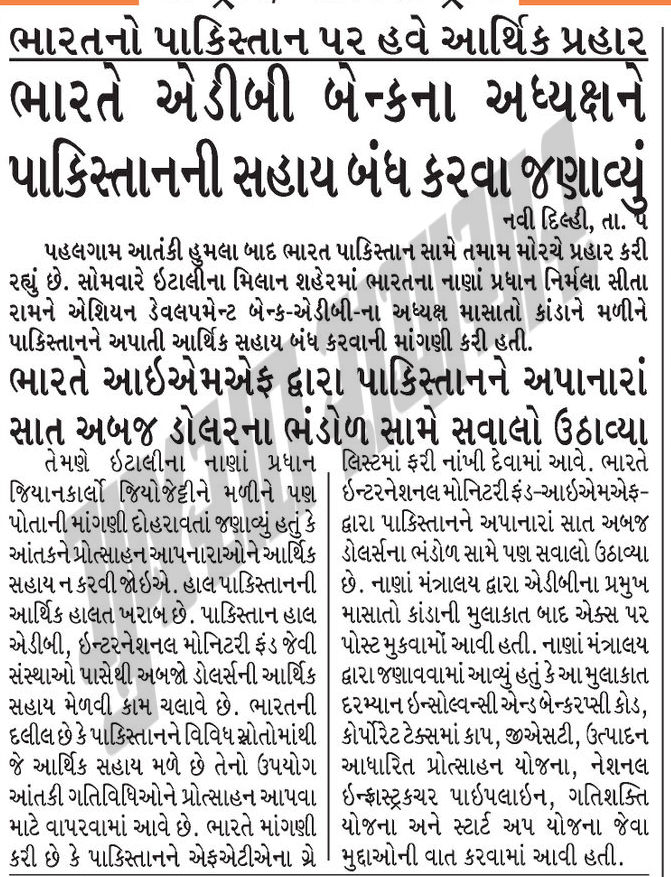 ભારતનો પાકિસ્તાન પર હવે આર્થિક પ્રહાર
ભારતે એડીબી બેન્કના અધ્યક્ષને
પાકિસ્તાનની સહાય બંધ કરવા જણાવ્યું
નવી દિલ્હી, તા. ૫
પહલગામ આતંકી હુમલા બાદ ભારત પાકિસ્તાન સામે તમામ મોરચે પ્રહાર કરી
રહ્યું છે. સોમવારે ઇટાલીના મિલાન શહેરમાં ભારતના નાણાં પ્રધાન નિર્મલા સીતા
રામને એશિયન ડેવલપમેન્ટ બેન્ક-એડીબી-ના અધ્યક્ષ માસાતો કાંડાને મળીને
પાકિસ્તાનને અપાતી આર્થિક સહાય બંધ કરવાની માંગણી કરી હતી.
ભારતે આઇએમએફ દ્વારા પાકિસ્તાનને અપાનારાં
સાત અબજ ડોલરના ભંડોળ સામે સવાલો ઉઠાવ્યા
તેમણે ઇટાલીના નાણાં પ્રધાન
જિયાનકાર્લો જિયોજેટ્ટીને મળીને પણ
પોતાની માંગણી દોહરાવતાં જણાવ્યું હતું કે
આંતકને પ્રોત્સાહન આપનારાઓને આર્થિક
સહાય ન કરવી જોઇએ. હાલ પાકિસ્તાનની
આર્થિક હાલત ખરાબ છે. પાકિસ્તાન હાલ
એડીબી, ઇન્ટરનેશનલ મોનિટરી ફંડ જેવી
સંસ્થાઓ પાસેથી અબજો ડોલર્સની આર્થિક
સહાય મેળવી કામ ચલાવે છે. ભારતની
દલીલ છે કે પાકિસ્તાનને વિવિધ સ્રોતોમાંથી
જે આર્થિક સહાય મળે છે તેનો ઉપયોગ
આંતકી ગતિવિધિઓને પ્રોત્સાહન આપવા
માટે વાપરવામાં આવે છે. ભારતે માંગણી
કરી છે કે પાકિસ્તાનને એફએટીએના ગ્રે
લિસ્ટમાં ફરી નાંખી દેવામાં આવે. ભારતે
ઇન્ટરનેશનલ મોનિટરી ફંડ-આઇએમએફ-
દ્વારા પાકિસ્તાનને અપાનારાં સાત અબજ
ડોલર્સના ભંડોળ સામે પણ સવાલો ઉઠાવ્યા
છે. નાણાં મંત્રાલય દ્વારા એડીબીના પ્રમુખ
માસાતો કાંડાની મુલાકાત બાદ એક્સ પર
પોસ્ટ મુકવામાં આવી હતી. નાણાં મંત્રાલય
દ્વારા જણાવવામાં આવ્યું હતું કે આ મુલાકાત
દરમ્યાન ઇન્સોલ્વન્સી એન્ડ બેન્કરપ્સી કોડ,
કોર્પોરેટ ટેક્સમાં કાપ, જીએસટી, ઉત્પાદન
આધારિત પ્રોત્સાહન યોજના, નેશનલ
ઇન્ફ્રાસ્ટ્રક્ચર પાઇપલાઇન, ગતિશક્તિ
યોજના અને સ્ટાર્ટ અપ યોજના જેવા
મુદ્દાઓની વાત કરવામાં આવી હતી.